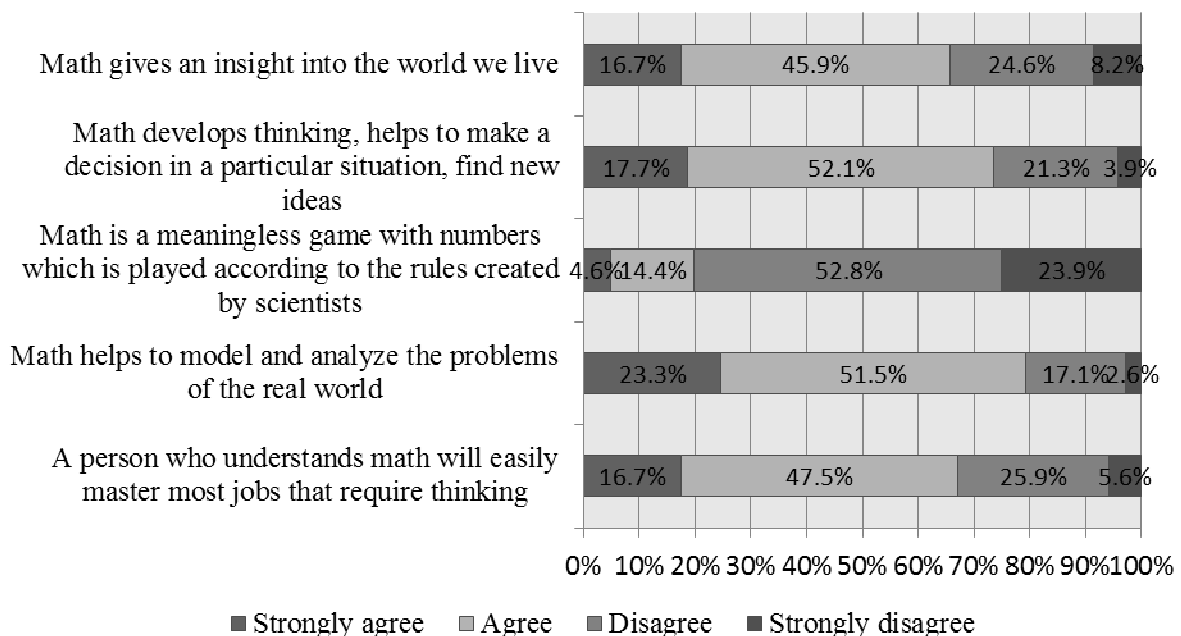 Math gives an insight into the world we live
16.7% 45.9% 24.6% 8.2%
Math develops thinking, helps to make a
decision in a particular situation, find new
ideas
17.7% 52.1% 21.3% 3.9%
Math is a meaningless game with numbers
which is played according to the rules created
by scientists
4.6% 14.4% 52.8% 23.9%
Math helps to model and analyze the problems
of the real world
23.3% 51.5% 17.1% 2.6%
A person who understands math will easily
master most jobs that require thinking
16.7% 47.5% 25.9% 5.6%
0% 10% 20% 30% 40% 50% 60% 70% 80% 90% 100%
Strongly agree Agree Disagree Strongly disagree